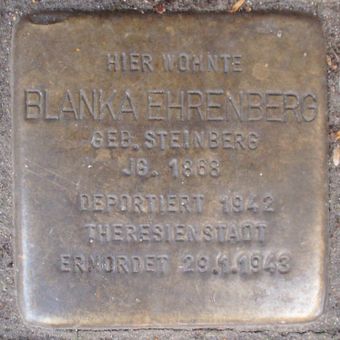 HIER WOHNTE
BLANKA EHRENBERG
GEB. STEINBERG
JG. 1868
DEPORTIERT 1942
THERESIENSTADT
ERMORDET 29.1.1943